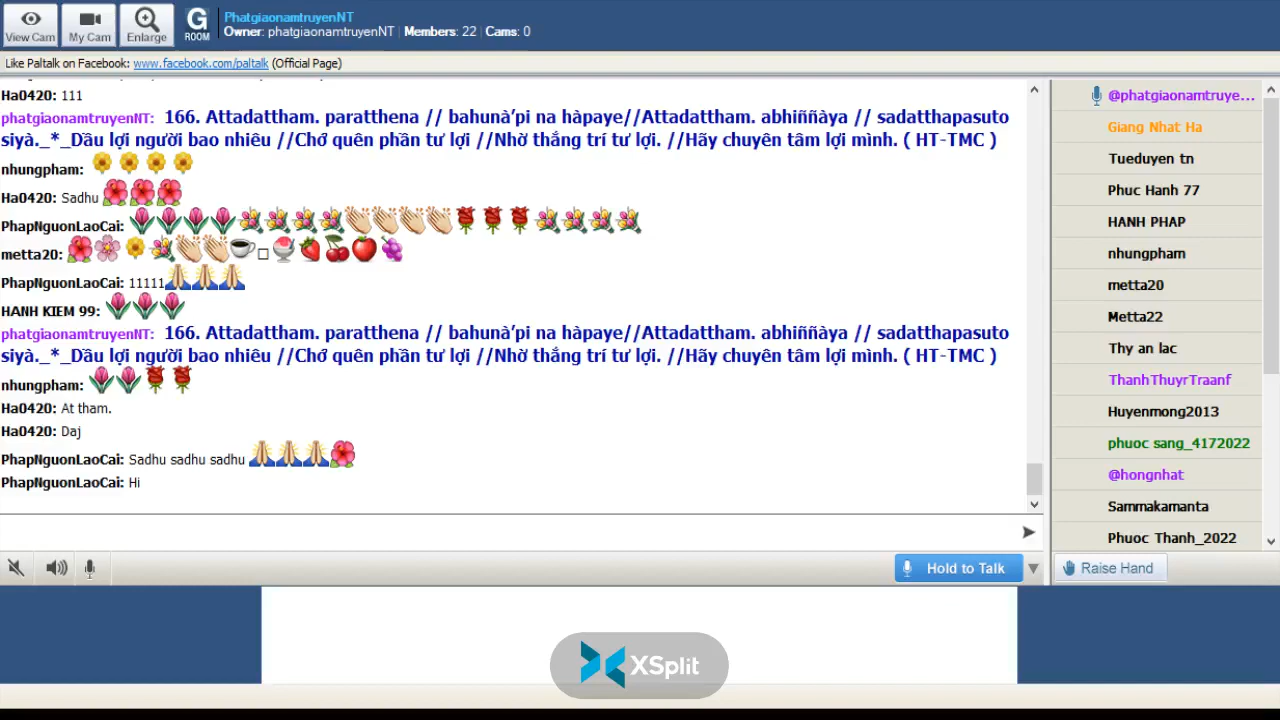 View Cam
My Cam
Enlarge
G
ROOM
PhatgiaonamtruyenNT
Owner: phatgiaonamtruyenNT | Members: 22 | Cams: 0
Like Paltalk on Facebook: www.facebook.com/paltalk (Official Page)
Ha0420: 111
phatgiaonamtruyenNT: 166. Attadattham. paratthena // bahunà’pi na hàpaye//Attadattham. abhiññàya // sadatthapasuto
siyà._*_Dầu lợi người bao nhiêu //Chớ quên phần tư lợi //Nhờ thắng trí tư lợi. //Hãy chuyên tâm lợi mình. ( HT-TMC )
nhungpham:
Ha0420: Sadhu
PhapNguonLaoCai:
metta20:
PhapNguonLaoCai: 11111
HANH KIEM 99:
phatgiaonamtruyenNT: 166. Attadattham. paratthena // bahunà’pi na hàpaye//Attadattham. abhiññàya // sadatthapasuto
siyà._*_Dầu lợi người bao nhiêu //Chớ quên phần tư lợi //Nhờ thắng trí tư lợi. //Hãy chuyên tâm lợi mình. ( HT-TMC )
nhungpham:
Ha0420: At tham.
Ha0420: Daj
PhapNguonLaoCai: Sadhu sadhu sadhu
PhapNguonLaoCai: Hi
@phatgiaonamtruye...
Giang Nhat Ha
Tueduyen tn
Phuc Hanh 77
HANH PHAP
nhungpham
metta20
Metta22
Thy an lac
ThanhThuyrTraanf
Huyenmong2013
phuoc sang_4172022
@hongnhat
Sammakamanta
Phuoc Thanh_2022
Hold to Talk
Raise Hand
XSplit